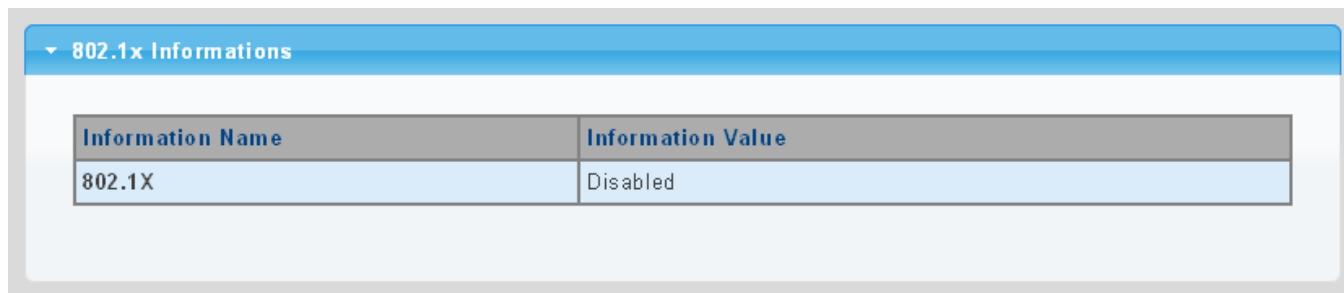 802.1x Informations
Information Name Information Value
802.1X Disabled